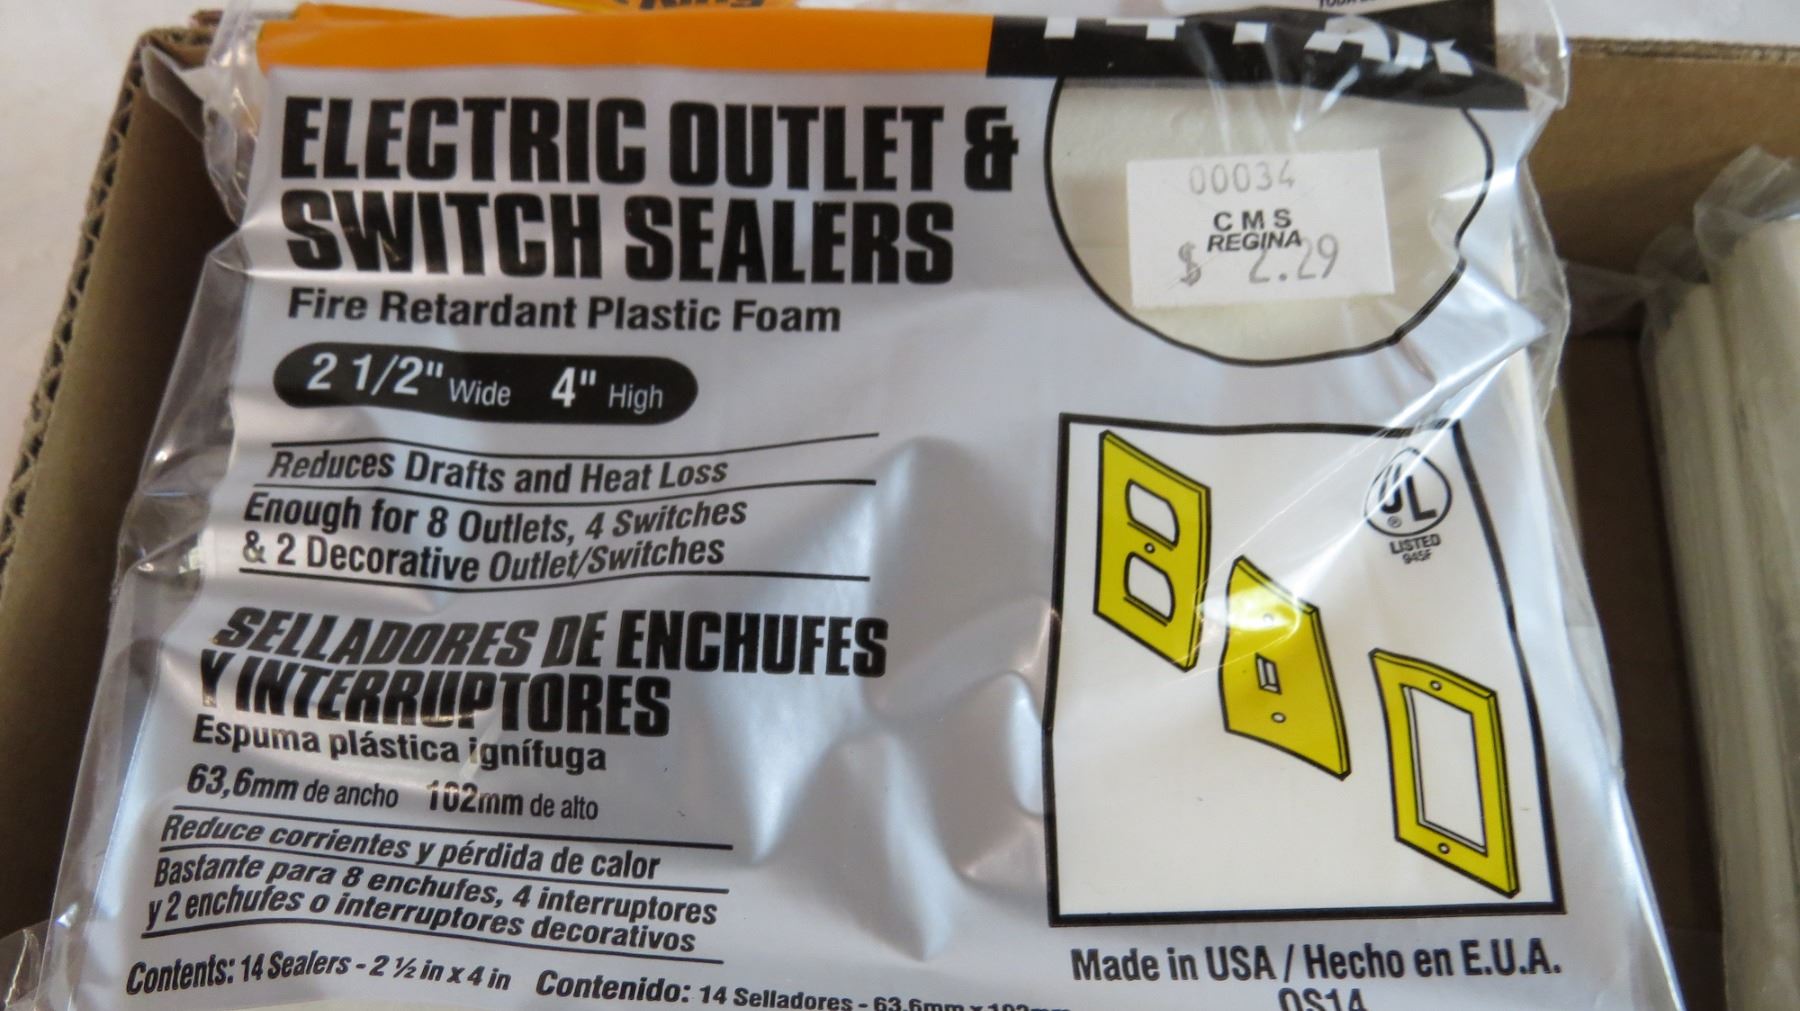 ELECTRIC OUTLET &
SWITCH SEALERS
Fire Retardant Plastic Foam
2 1/2" Wide 4" High
Reduces Drafts and Heat Loss
Enough for 8 Outlets, 4 Switches
& 2 Decorative Outlet/Switches
SELLADORES DE ENCHUFES
Y INTERRUPTORES
Espuma plástica ignífuga
63,6mm de ancho 102mm de alto
Reduce corrientes y pérdida de calor
Bastante para 8 enchufes, 4 interruptores
y 2 enchufes o interruptores decorativos
Contents: 14 Sealers - 2 ½ in x 4 in Contenido: 14 Selladores - 63.6mm x 102mm
00034
CMS
REGINA
$ 2.29
UL
®
LISTED
945F
Made in USA / Hecho en E.U.A.
OS14